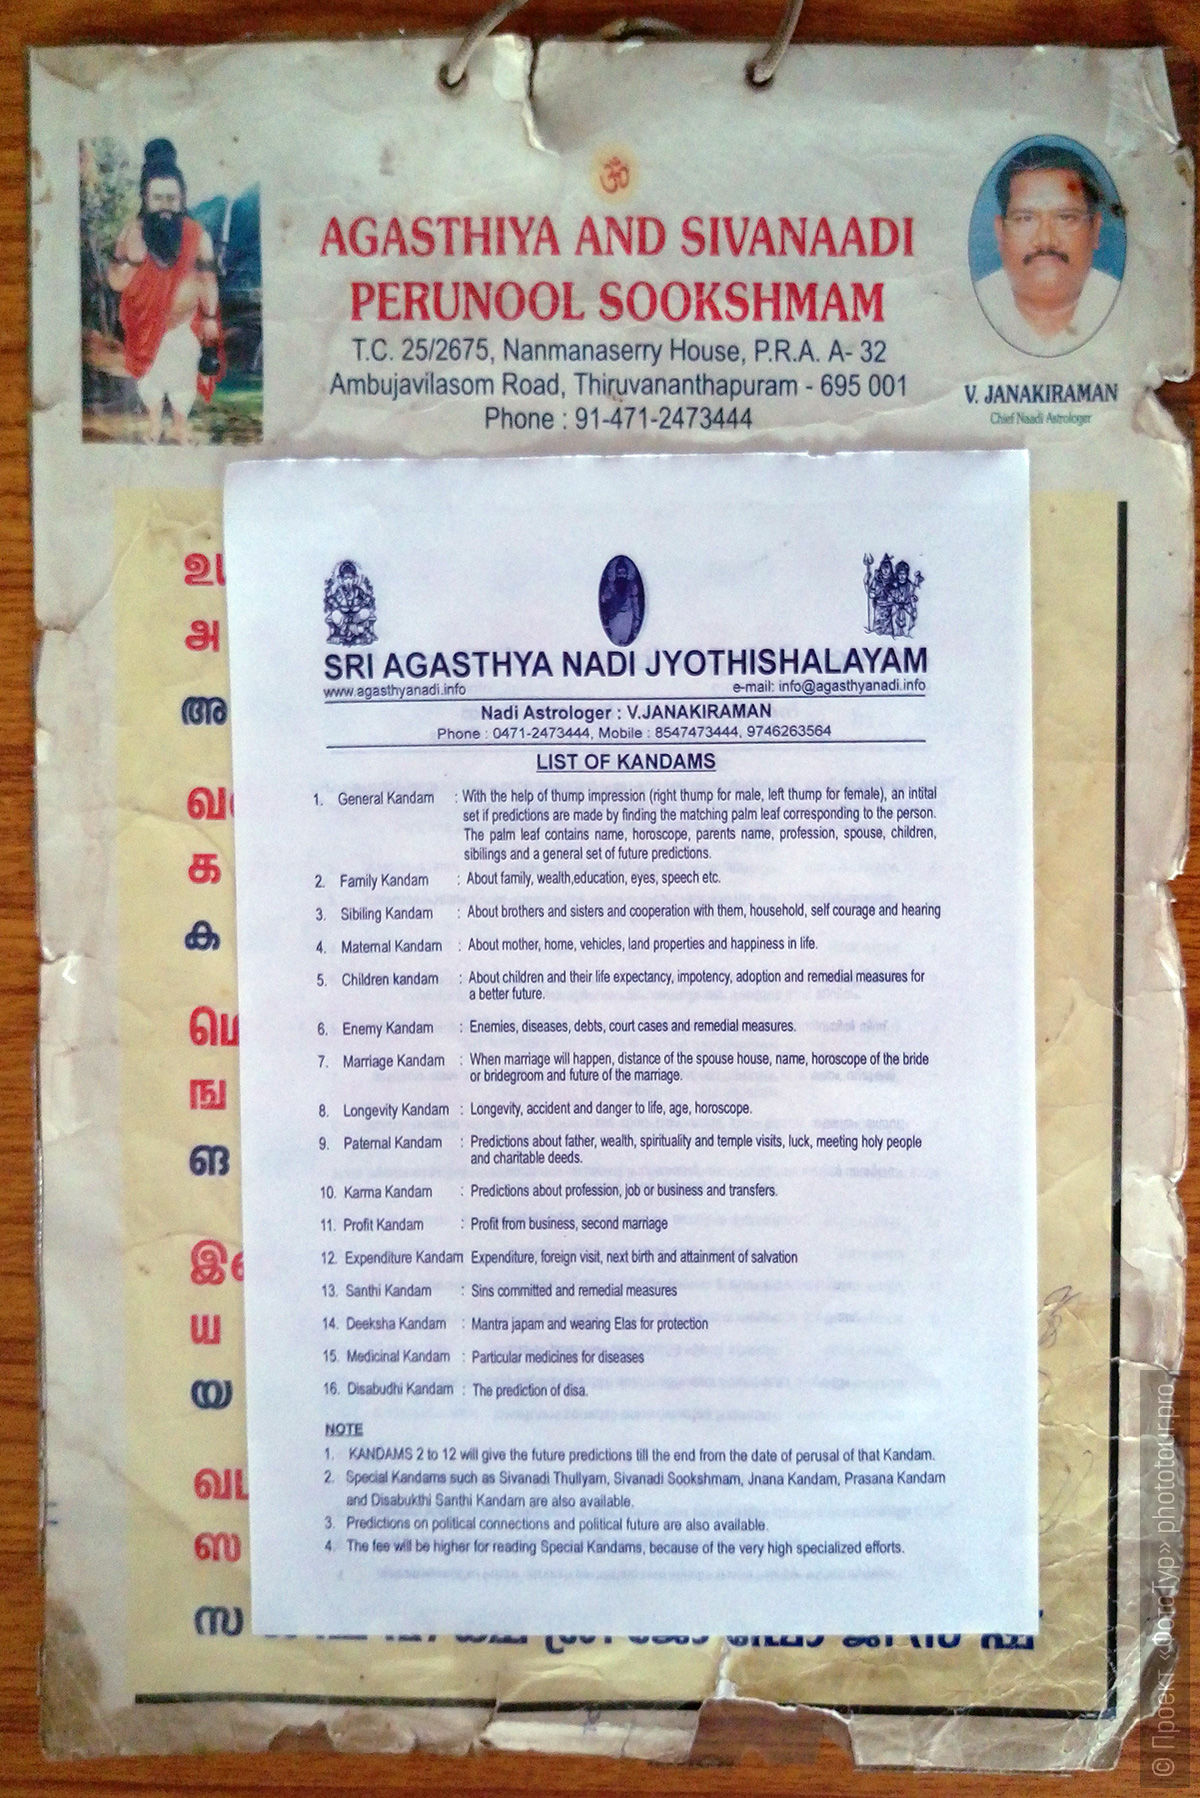 ॐ
AGASTHIYA AND SIVANAADI
PERUNOOL SOOKSHMAM
T.C. 25/2675, Nanmanaserry House, P.R.A. A- 32
Ambujavilasom Road, Thiruvananthapuram - 695 001
Phone : 91-471-2473444
V. JANAKIRAMAN
Chief Naadi Astrologer
SRI AGASTHYA NADI JYOTHISHALAYAM
www.agasthyanadi.info e-mail: info@agasthyanadi.info
Nadi Astrologer : V.JANAKIRAMAN
Phone : 0471-2473444, Mobile : 8547473444, 9746263564
LIST OF KANDAMS
1. General Kandam : With the help of thump impression (right thump for male, left thump for female), an intital
set if predictions are made by finding the matching palm leaf corresponding to the person.
The palm leaf contains name, horoscope, parents name, profession, spouse, children,
sibilings and a general set of future predictions.
2. Family Kandam : About family, wealth,education, eyes, speech etc.
3. Sibiling Kandam : About brothers and sisters and cooperation with them, household, self courage and hearing
4. Maternal Kandam : About mother, home, vehicles, land properties and happiness in life.
5. Children kandam : About children and their life expectancy, impotency, adoption and remedial measures for
a better future.
6. Enemy Kandam : Enemies, diseases, debts, court cases and remedial measures.
7. Marriage Kandam : When marriage will happen, distance of the spouse house, name, horoscope of the bride
or bridegroom and future of the marriage.
8. Longevity Kandam : Longevity, accident and danger to life, age, horoscope.
9. Paternal Kandam : Predictions about father, wealth, spirituality and temple visits, luck, meeting holy people
and charitable deeds.
10. Karma Kandam : Predictions about profession, job or business and transfers.
11. Profit Kandam : Profit from business, second marriage
12. Expenditure Kandam Expenditure, foreign visit, next birth and attainment of salvation
13. Santhi Kandam : Sins committed and remedial measures
14. Deeksha Kandam : Mantra japam and wearing Elas for protection
15. Medicinal Kandam : Particular medicines for diseases
16. Disabudhi Kandam : The prediction of disa.
NOTE
1. KANDAMS 2 to 12 will give the future predictions till the end from the date of perusal of that Kandam.
2. Special Kandams such as Sivanadi Thullyam, Sivanadi Sookshmam, Jnana Kandam, Prasana Kandam
and Disabukthi Santhi Kandam are also available.
3. Predictions on political connections and political future are also available.
4. The fee will be higher for reading Special Kandams, because of the very high specialized efforts.
© Проект «ФотоТур» phototour.pro